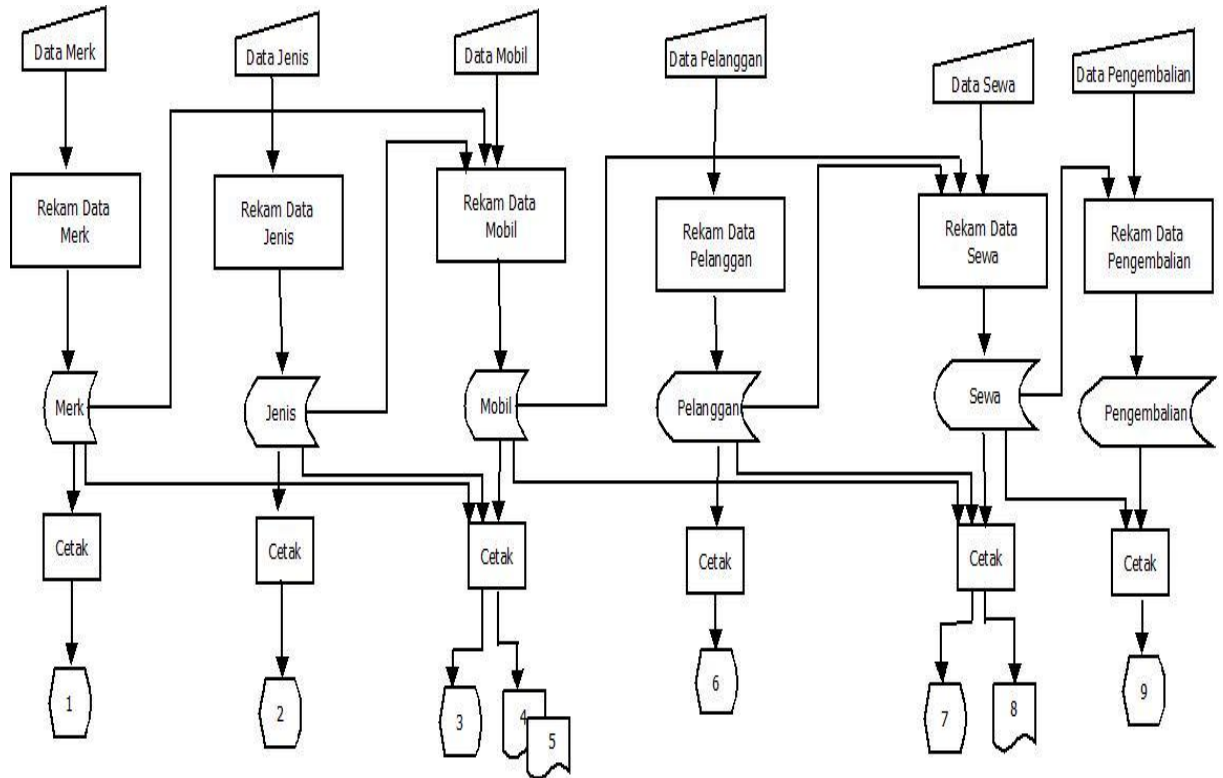 Data Merk
Data Jenis
Data Mobil
Data Pelanggan
Data Sewa
Data Pengembalian
Rekam Data
Merk
Rekam Data
Jenis
Rekam Data
Mobil
Rekam Data
Pelanggan
Rekam Data
Sewa
Rekam Data
Pengembalian
Merk
Jenis
Mobil
Pelanggan
Sewa
Pengembalian
Cetak
Cetak
Cetak
Cetak
Cetak
Cetak
1
2
3
4
5
6
7
8
9